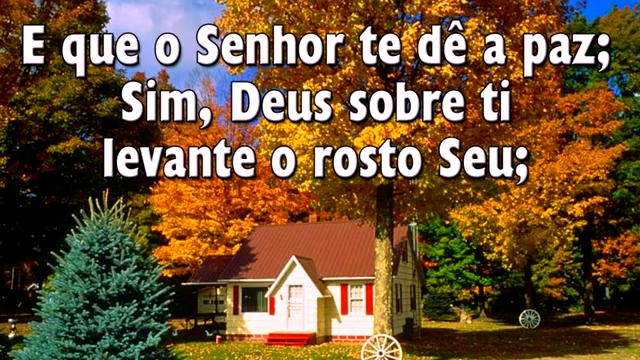 E que o Senhor te dê a paz;
Sim, Deus sobre ti
levante o rosto Seu;